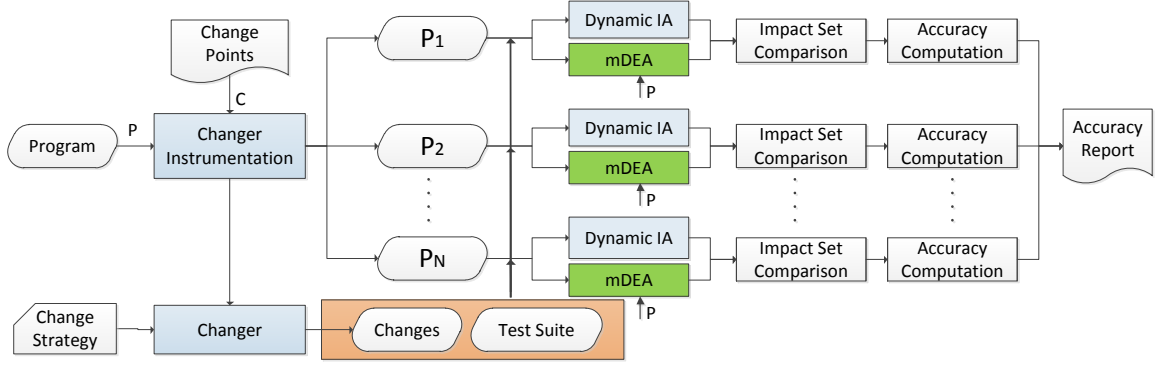 Change
Points
C
Program
P
Changer
Instrumentation
Change
Strategy
Changer
Changes
Test Suite
P1
Dynamic IA
mDEA
P
Impact Set
Comparison
Accuracy
Computation
P2
Dynamic IA
mDEA
P
Impact Set
Comparison
Accuracy
Computation
PN
Dynamic IA
mDEA
P
Impact Set
Comparison
Accuracy
Computation
Accuracy
Report